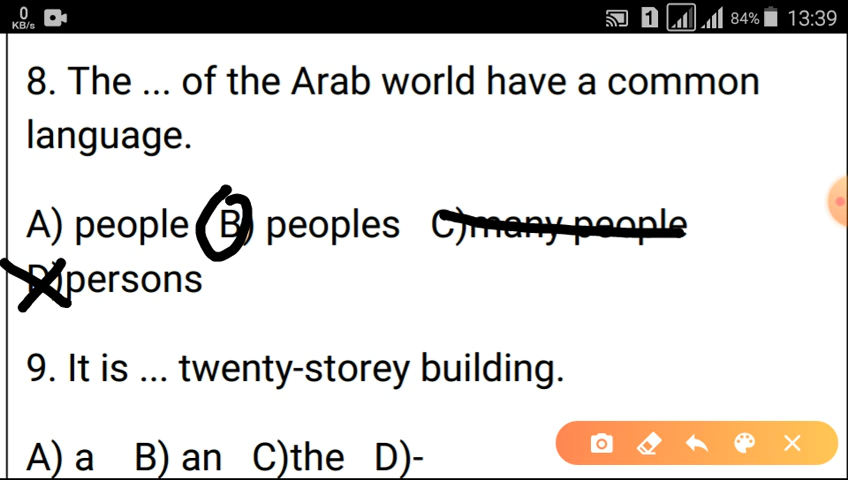 0
KB/s
1
84%
13:39
8. The ... of the Arab world have a common
language.
A) people B) peoples C)many people
D)persons
9. It is ... twenty-storey building.
A) a B) an C)the D)-